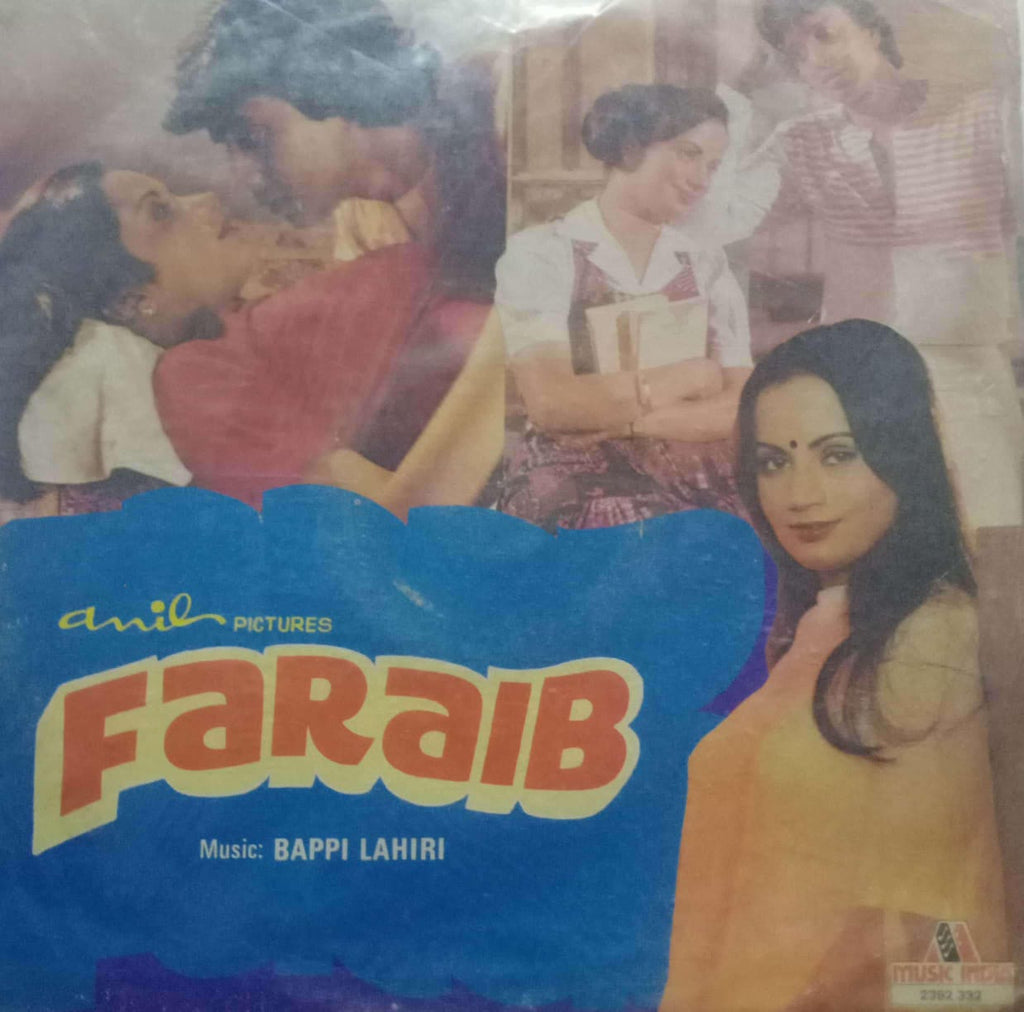 anil PICTURES
FARAIB
Music: BAPPI LAHIRI
MUSIC INDIA
2392 332